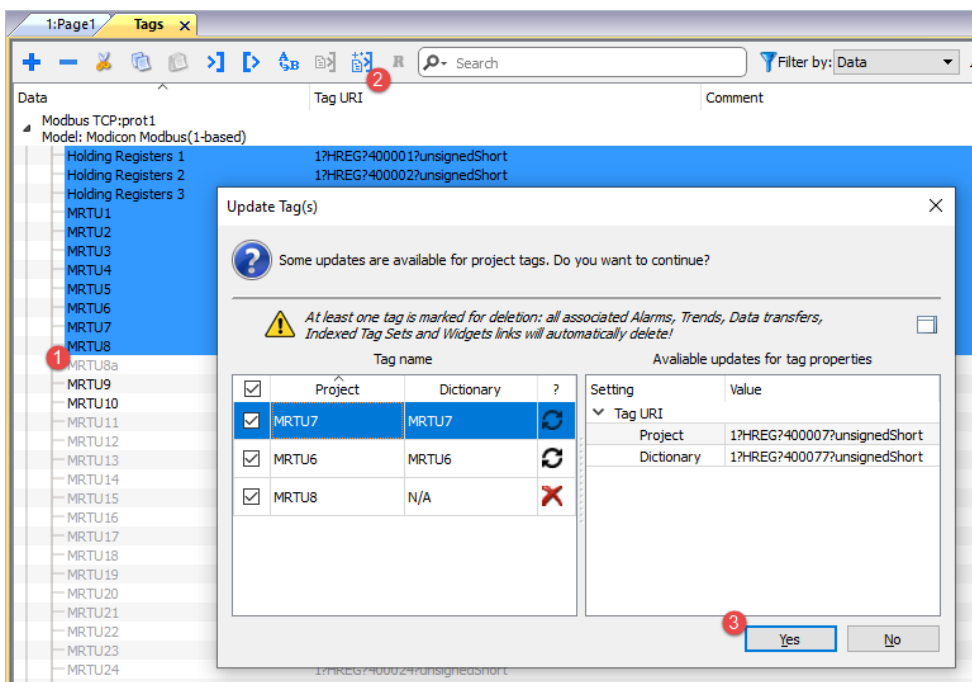 1:Page1 Tags x
Search Filter by: Data
2
Data Tag URI Comment
Modbus TCP:prot1
Model: Modicon Modbus(1-based)
Holding Registers 1 1?HREG?400001?unsignedShort
Holding Registers 2 1?HREG?400002?unsignedShort
Holding Registers 3
MRTU1
MRTU2
MRTU3
MRTU4
MRTU5
MRTU6
MRTU7
MRTU8
1
MRTU8a
MRTU9
MRTU10
MRTU11
MRTU12
MRTU13
MRTU14
MRTU15
MRTU16
MRTU17
MRTU18
MRTU19
MRTU20
MRTU21
MRTU22
MRTU23
MRTU24 1?HREG?400024?unsignedShort
Update Tag(s)
Some updates are available for project tags. Do you want to continue?
At least one tag is marked for deletion: all associated Alarms, Trends, Data transfers,
Indexed Tag Sets and Widgets links will automatically delete!
Tag name
Project Dictionary ?
MRTU7 MRTU7
MRTU6 MRTU6
MRTU8 N/A
Avaliable updates for tag properties
Setting Value
Tag URI
Project 1?HREG?400007?unsignedShort
Dictionary 1?HREG?400077?unsignedShort
3
Yes No